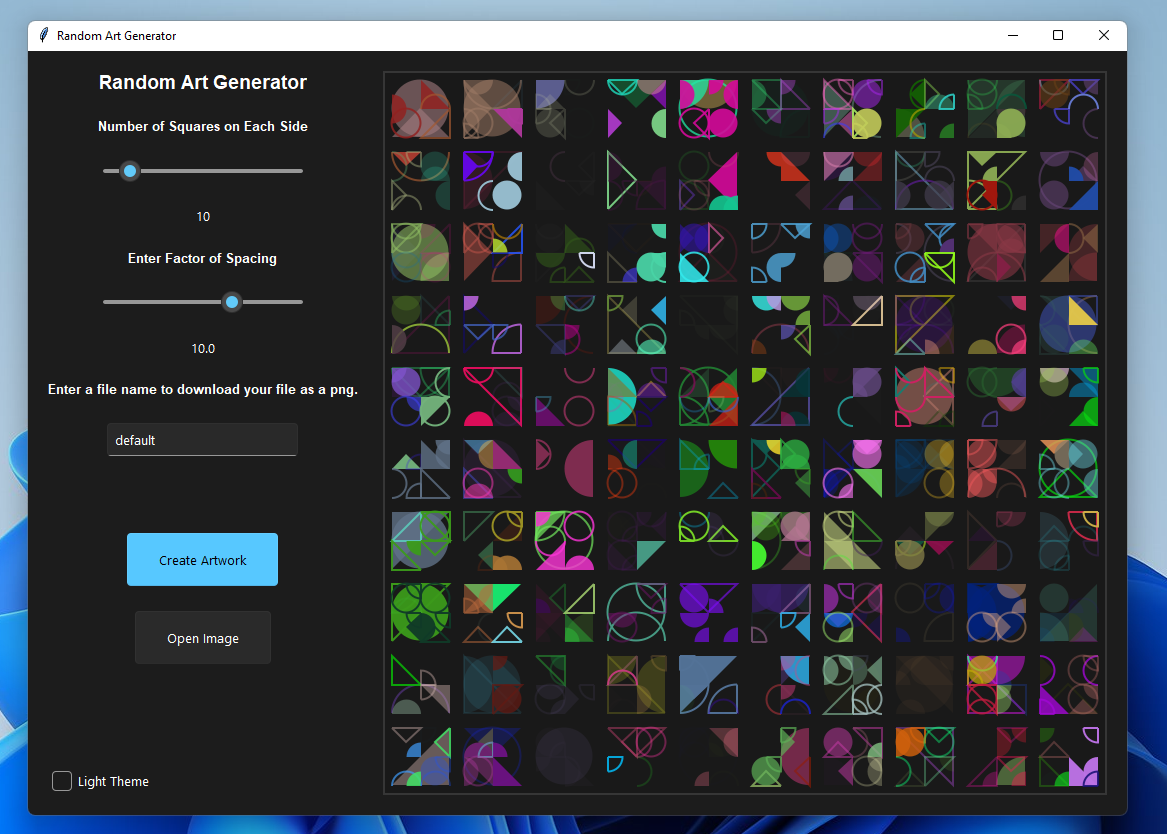 Random Art Generator
Random Art Generator
Number of Squares on Each Side
10
Enter Factor of Spacing
10.0
Enter a file name to download your file as a png.
default
Create Artwork
Open Image
Light Theme